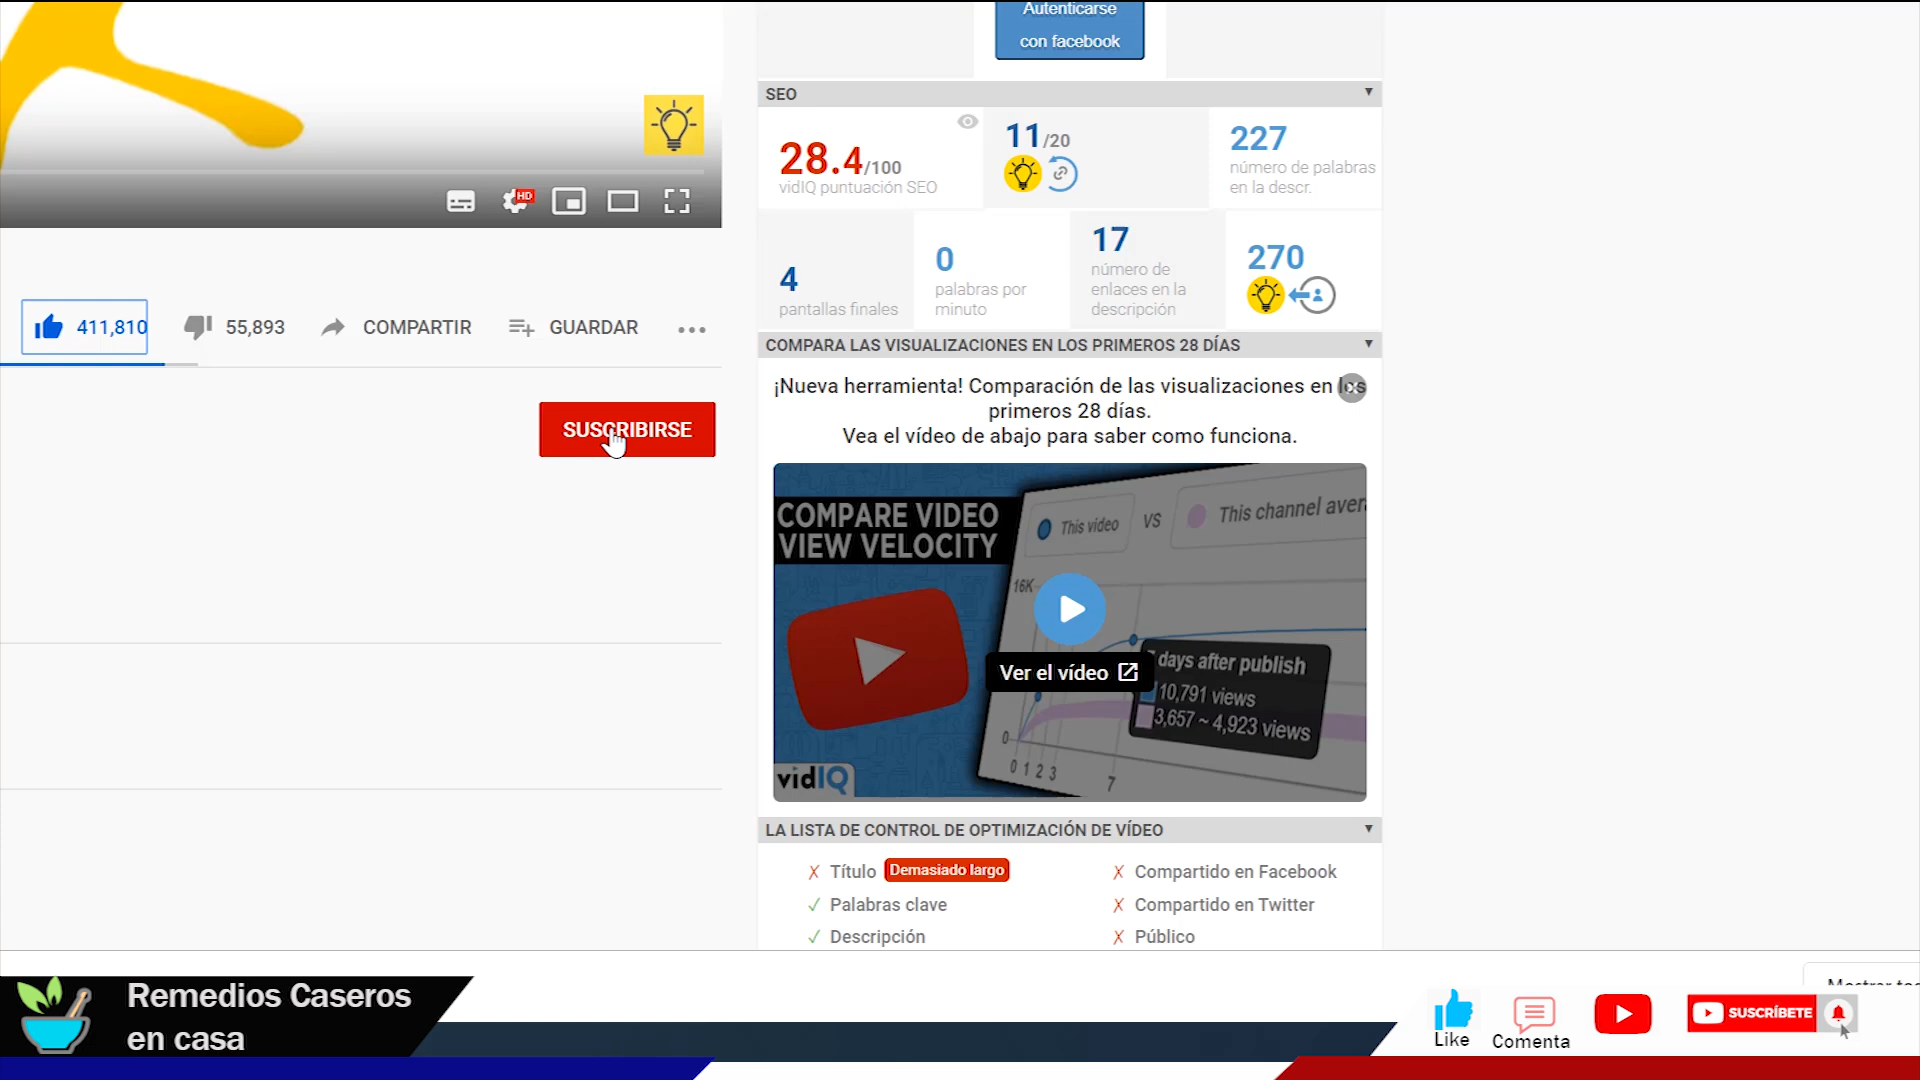 Autenticarse
con facebook
SEO
28.4/100
vidIQ puntuación SEO
11/20
227
número de palabras
en la descr.
4
pantallas finales
0
palabras por
minuto
17
número de
enlaces en la
descripción
270
HD
411,810
55,893
COMPARTIR
GUARDAR
SUSCRIBIRSE
COMPARA LAS VISUALIZACIONES EN LOS PRIMEROS 28 DÍAS
¡Nueva herramienta! Comparación de las visualizaciones en los
primeros 28 días.
Vea el vídeo de abajo para saber como funciona.
COMPARE VIDEO
VIEW VELOCITY
This video
VS
This channel aver
16K
Ver el vídeo
days after publish
10,791 views
3,657 ~ 4,923 views
0
0 1 2 3
7
vidIQ
LA LISTA DE CONTROL DE OPTIMIZACIÓN DE VÍDEO
Título
Demasiado largo
Palabras clave
Descripción
Compartido en Facebook
Compartido en Twitter
Público
Remedios Caseros
en casa
Like
Comenta
SUSCRÍBETE